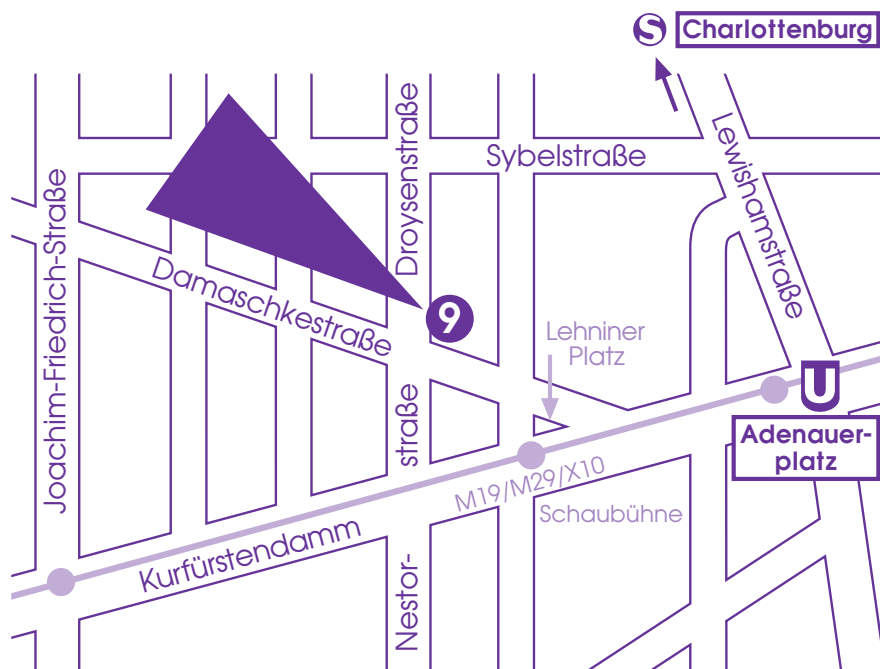 S Charlottenburg
Sybelstraße
Droysenstraße
Lewishamstraße
Joachim-Friedrich-Straße
Damaschkestraße
9
Lehniner
Platz
U
Adenauer-
platz
M19/M29/X10
Schaubühne
Kurfürstendamm
Nestor-
straße